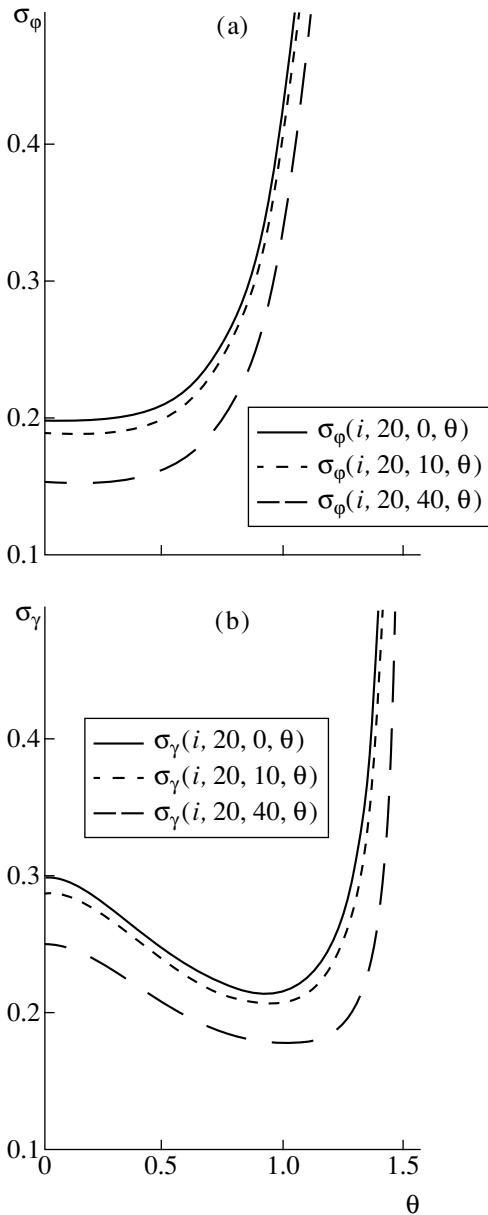 σφ
(a)
0.4
0.3
0.2
0.1
σφ(i, 20, 0, θ)
σφ(i, 20, 10, θ)
σφ(i, 20, 40, θ)
σγ
(b)
σγ(i, 20, 0, θ)
σγ(i, 20, 10, θ)
σγ(i, 20, 40, θ)
0.4
0.3
0.2
0.1
0 0.5 1.0 1.5
θ